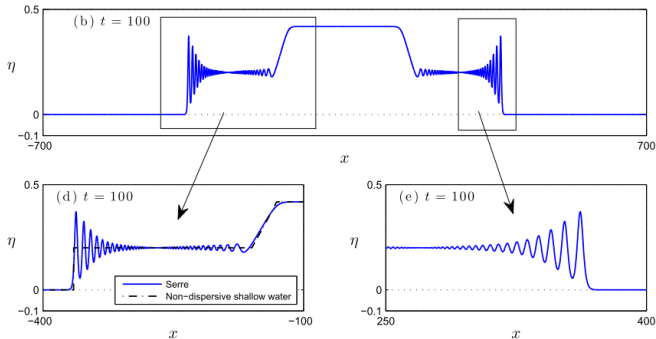 0.5
(b) t = 100
η
0
−0.1
−700
700
x
0.5
(d) t = 100
η
0
−0.1
−400
−100
x
Serre
Non−dispersive shallow water
0.5
(e) t = 100
η
0
−0.1
250
400
x